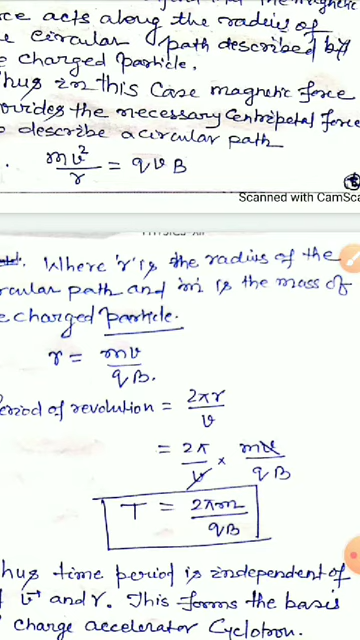 ce acts along the radius of
e circular path described by
e charged particle.
hus in this case magnetic force
ovides the necessary centripetal force
o describe a circular path
mv²/r = qvB
Scanned with CamSca
Where 'r' is the radius of the
rcular path and 'm' is the mass of
e charged particle.
r = mv/qB.
eriod of revolution = 2πr/v
= 2π/v × mv/qB
T = 2πm/qB
hus time period is independent of
v and r. This forms the basis
charge accelerator Cyclotron.